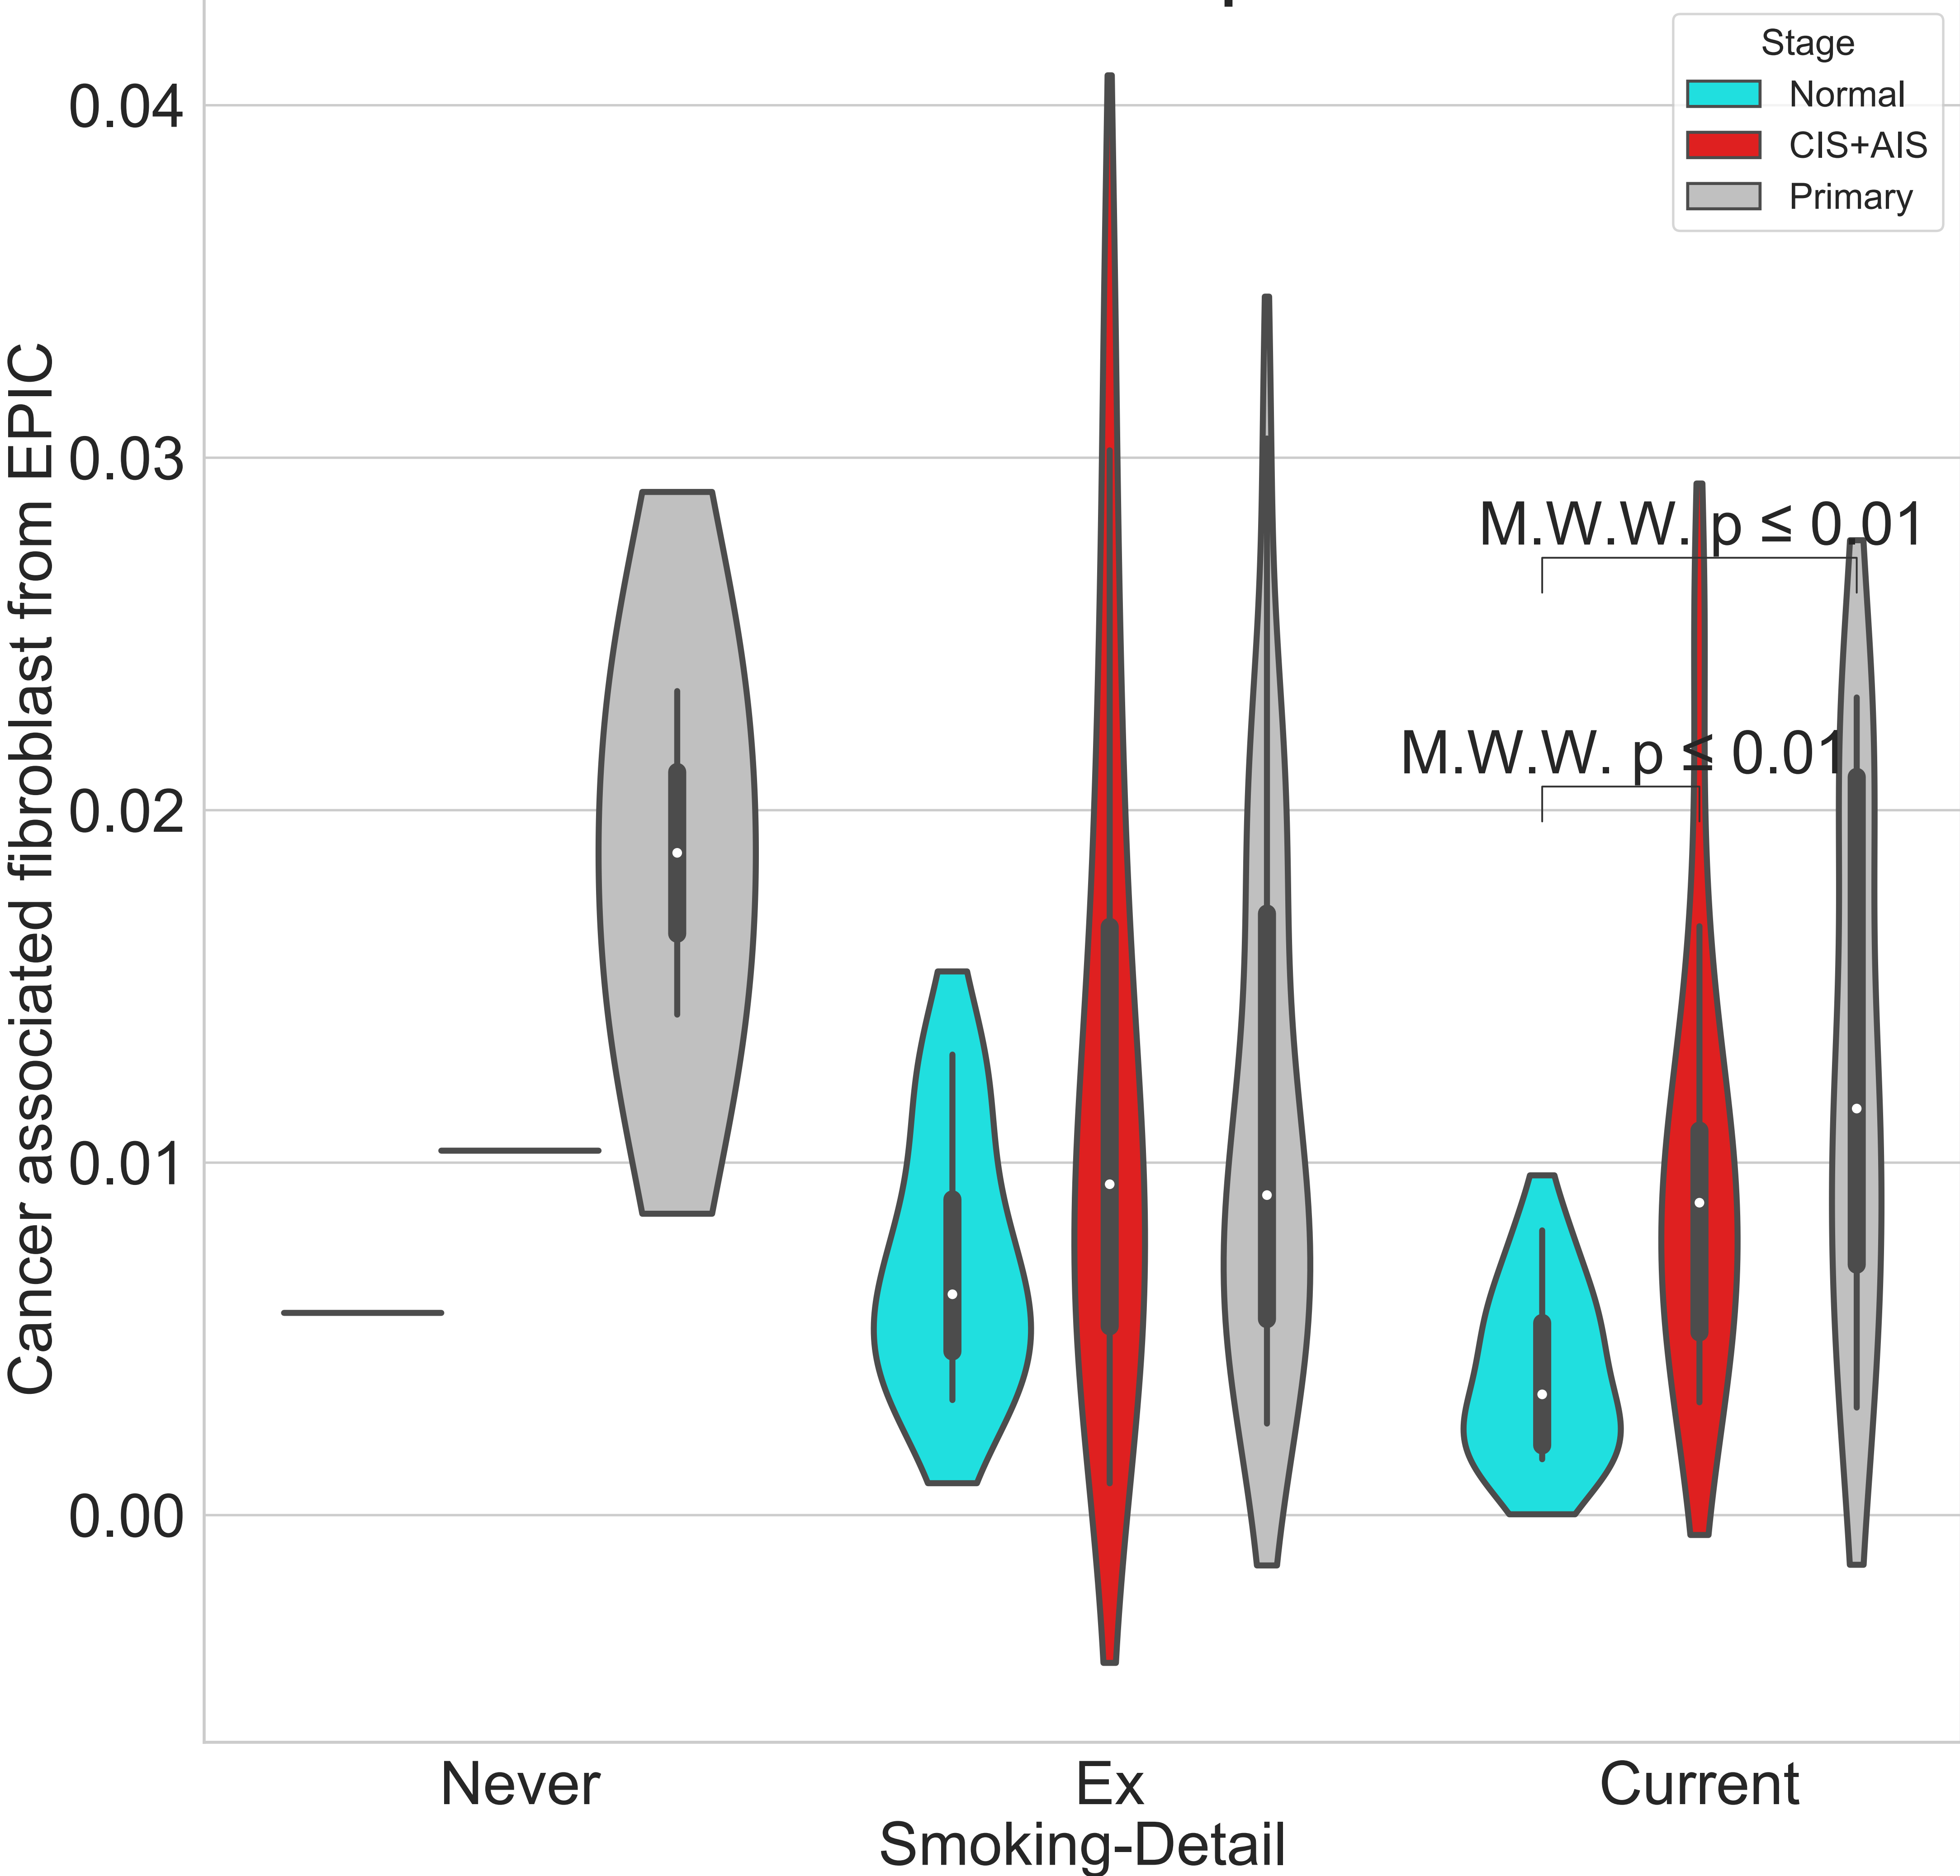 Stage
Normal
CIS+AIS
Primary
0.04
0.03
0.02
0.01
0.00
Cancer associated fibroblast from EPIC
M.W.W. p ≤ 0.01
M.W.W. p ≤ 0.01
Never
Ex
Current
Smoking-Detail